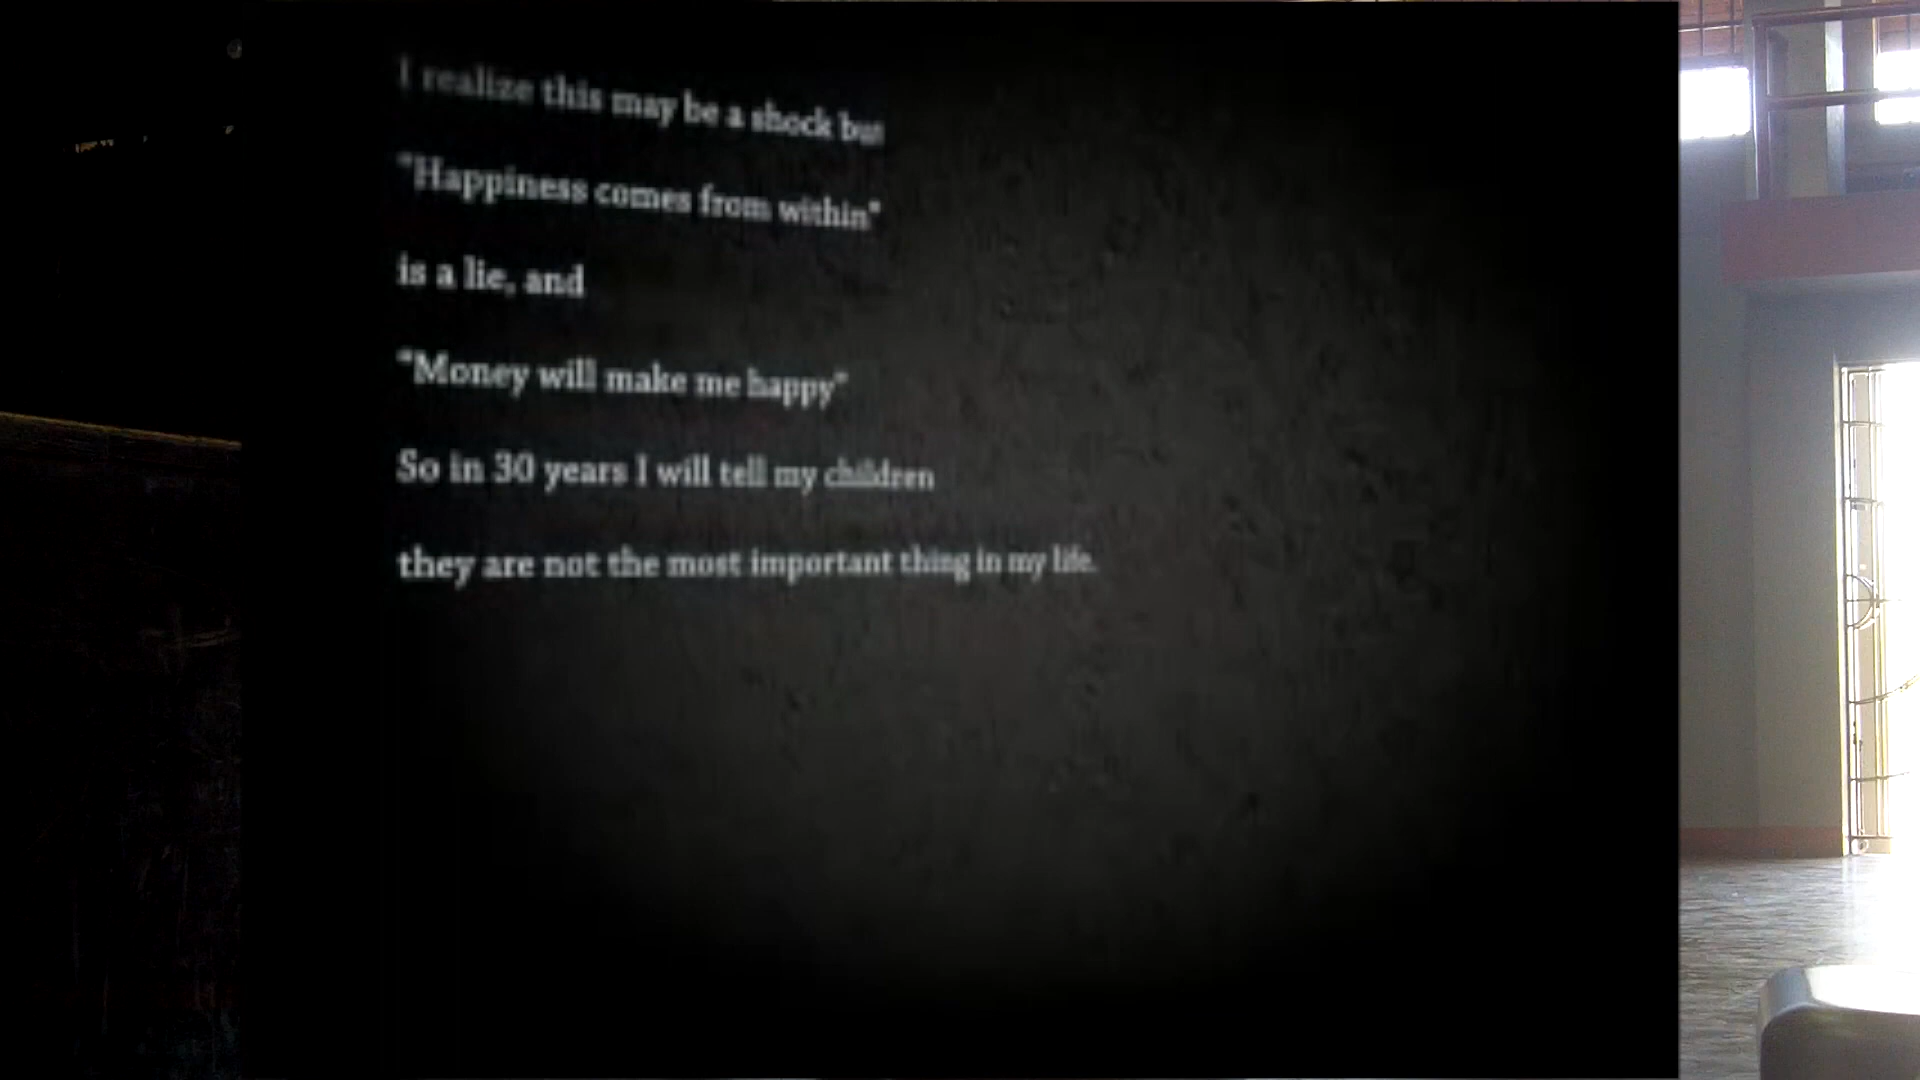 I realize this may be a shock but
"Happiness comes from within"
is a lie, and
"Money will make me happy"
So in 30 years I will tell my children
they are not the most important thing in my life.